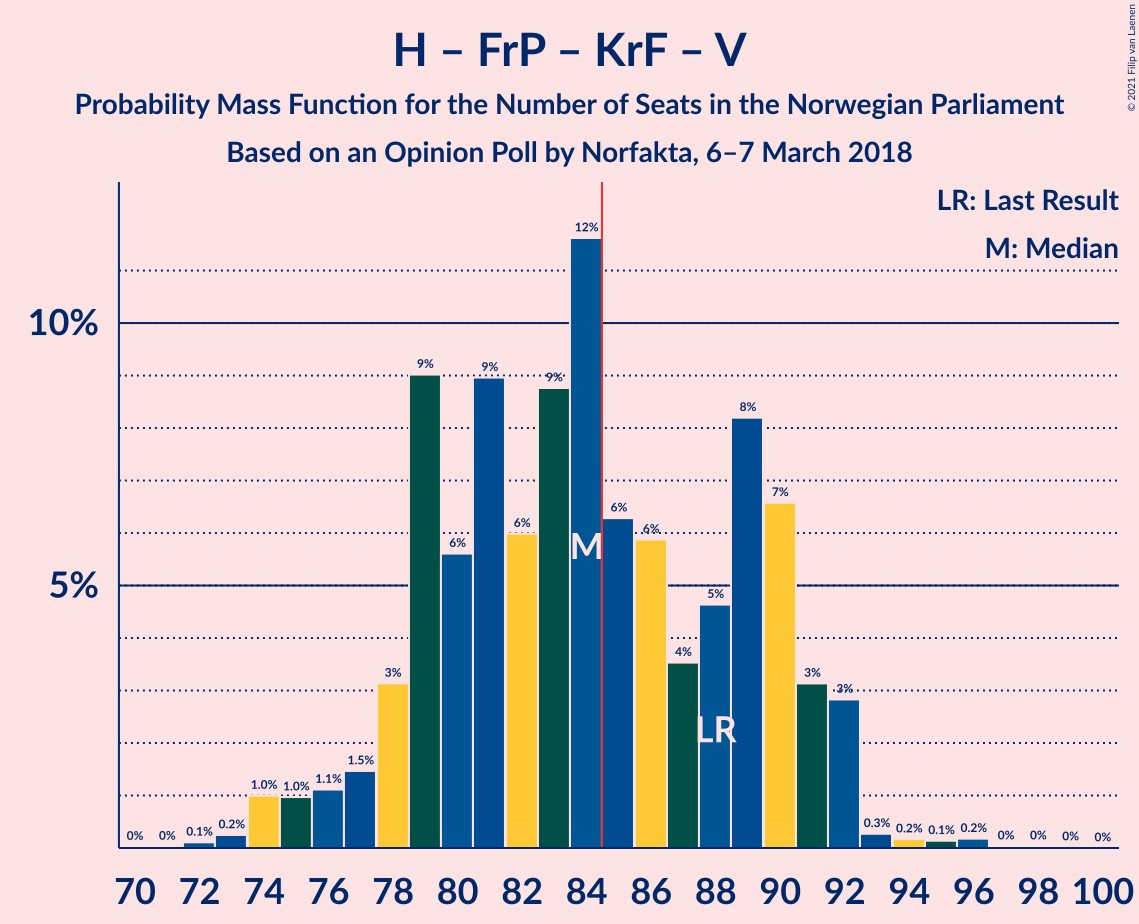 H – FrP – KrF – V
Probability Mass Function for the Number of Seats in the Norwegian Parliament
Based on an Opinion Poll by Norfakta, 6–7 March 2018
© 2021 Filip van Laenen
LR: Last Result
M: Median
10%
5%
0% 0% 0.1% 0.2% 1.0% 1.0% 1.1% 1.5% 3% 9% 6% 9% 6% 9% 12% 6% 6% 4% 5% 8% 7% 3% 3% 0.3% 0.2% 0.1% 0.2% 0% 0% 0% 0%
M
LR
70 72 74 76 78 80 82 84 86 88 90 92 94 96 98 100